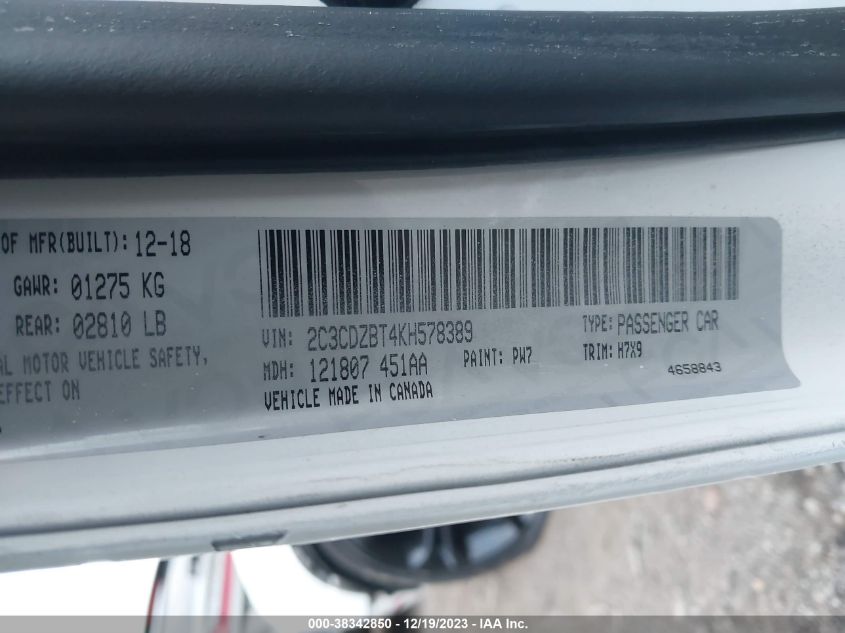 OF MFR(BUILT): 12-18
GAWR: 01275 KG
REAR: 02810 LB
MOTOR VEHICLE SAFETY,
EFFECT ON
VIN: 2C3CDZBT4KH578389
TYPE: PASSENGER CAR
MDH: 121807 451AA
PAINT: PW7
TRIM: H7X9
VEHICLE MADE IN CANADA
4658843
000-38342850 - 12/19/2023 - IAA Inc.